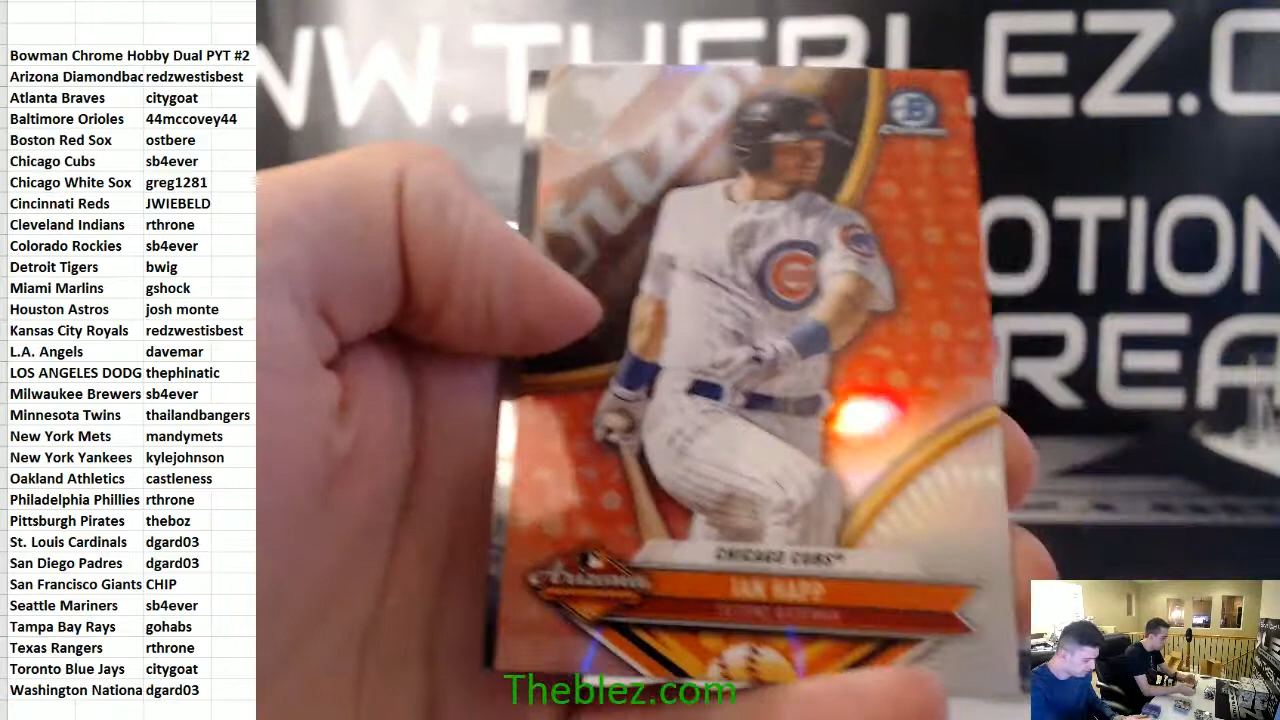 Bowman Chrome Hobby Dual PYT #2
Arizona Diamondbac redzwestisbest
Atlanta Braves citygoat
Baltimore Orioles 44mccovey44
Boston Red Sox ostbere
Chicago Cubs sb4ever
Chicago White Sox greg1281
Cincinnati Reds JWIEBELD
Cleveland Indians rthrone
Colorado Rockies sb4ever
Detroit Tigers bwig
Miami Marlins gshock
Houston Astros josh monte
Kansas City Royals redzwestisbest
L.A. Angels davemar
LOS ANGELES DODG thephinatic
Milwaukee Brewers sb4ever
Minnesota Twins thailandbangers
New York Mets mandymets
New York Yankees kylejohnson
Oakland Athletics castleness
Philadelphia Phillies rthrone
Pittsburgh Pirates theboz
St. Louis Cardinals dgard03
San Diego Padres dgard03
San Francisco Giants CHIP
Seattle Mariners sb4ever
Tampa Bay Rays gohabs
Texas Rangers rthrone
Toronto Blue Jays citygoat
Washington Nationa dgard03
WW.THEBLEZ.C
OTION
REA
B
C
CHICAGO CUBS
Arizona
IAN HAPP
Theblez.com